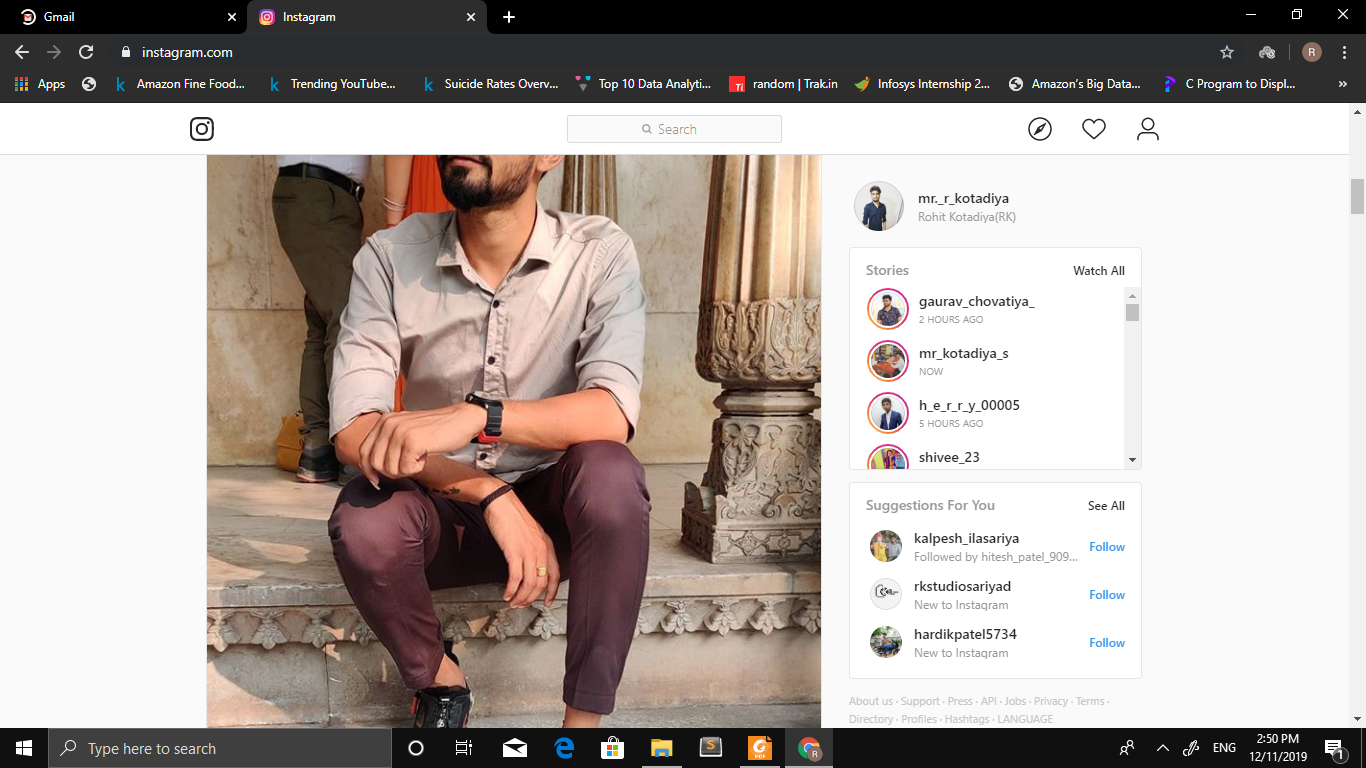 Gmail
Instagram
instagram.com
R
Apps
Amazon Fine Food...
Trending YouTube...
Suicide Rates Overv...
Top 10 Data Analyti...
Ti
random | Trak.in
Infosys Internship 2...
Amazon's Big Data...
C Program to Displ...
»
Search
mr._r_kotadiya
Rohit Kotadiya(RK)
Stories
Watch All
gaurav_chovatiya_
2 HOURS AGO
mr_kotadiya_s
NOW
h_e_r_r_y_00005
5 HOURS AGO
shivee_23
Suggestions For You
See All
kalpesh_ilasariya
Followed by hitesh_patel_909...
Follow
rkstudiosariyad
New to Instagram
Follow
hardikpatel5734
New to Instagram
Follow
About us · Support · Press · API · Jobs · Privacy · Terms ·
Directory · Profiles · Hashtags · LANGUAGE
Type here to search
S
PDF
R
ENG
2:50 PM
12/11/2019
1